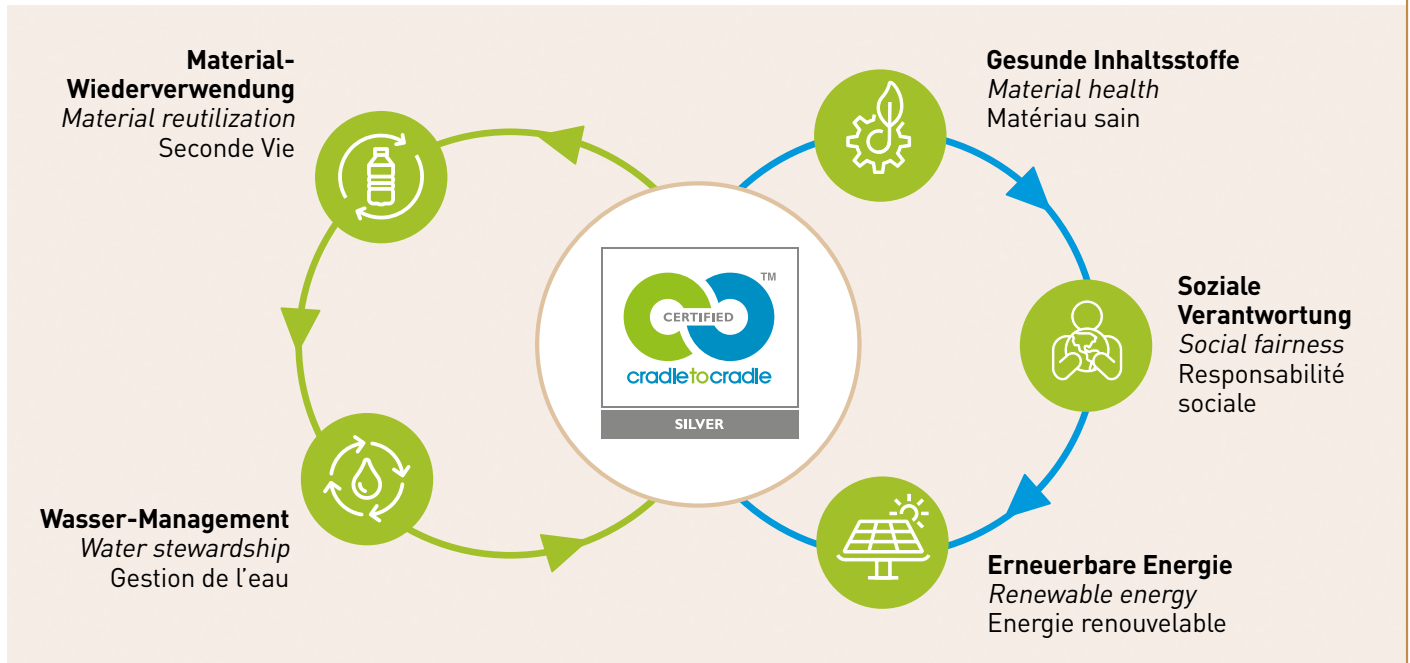 Material-
Wiederverwendung
Material reutilization
Seconde Vie
Gesunde Inhaltsstoffe
Material health
Matériau sain
TM
CERTIFIED
cradletocradle
SILVER
Soziale
Verantwortung
Social fairness
Responsabilité
sociale
Wasser-Management
Water stewardship
Gestion de l’eau
Erneuerbare Energie
Renewable energy
Energie renouvelable